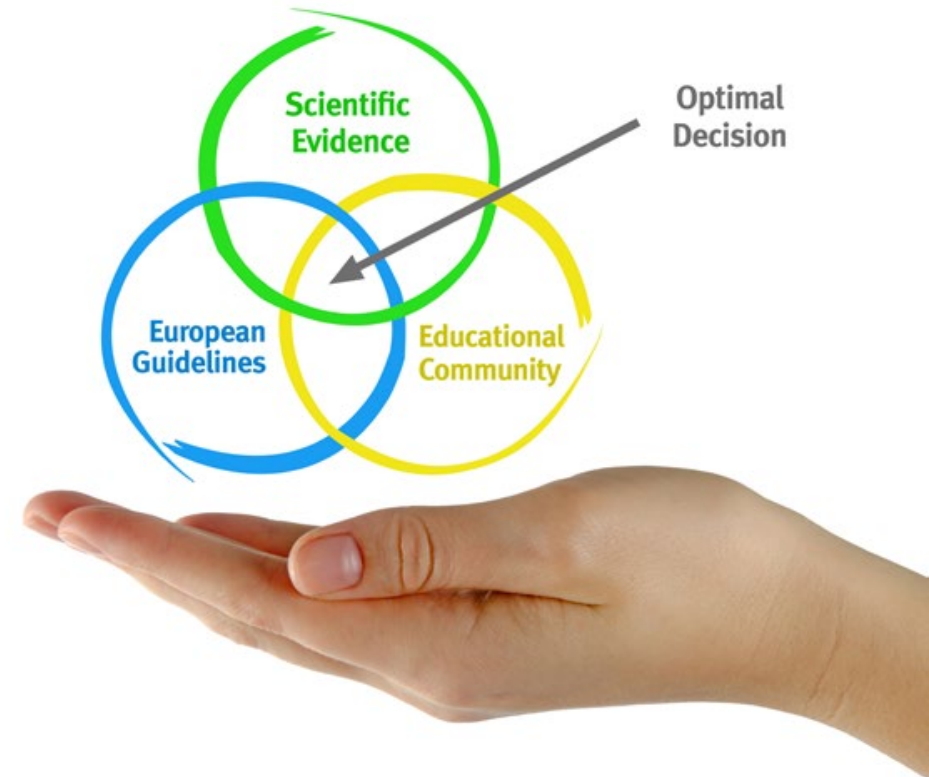 Scientific
Evidence
Optimal
Decision
European
Guidelines
Educational
Community